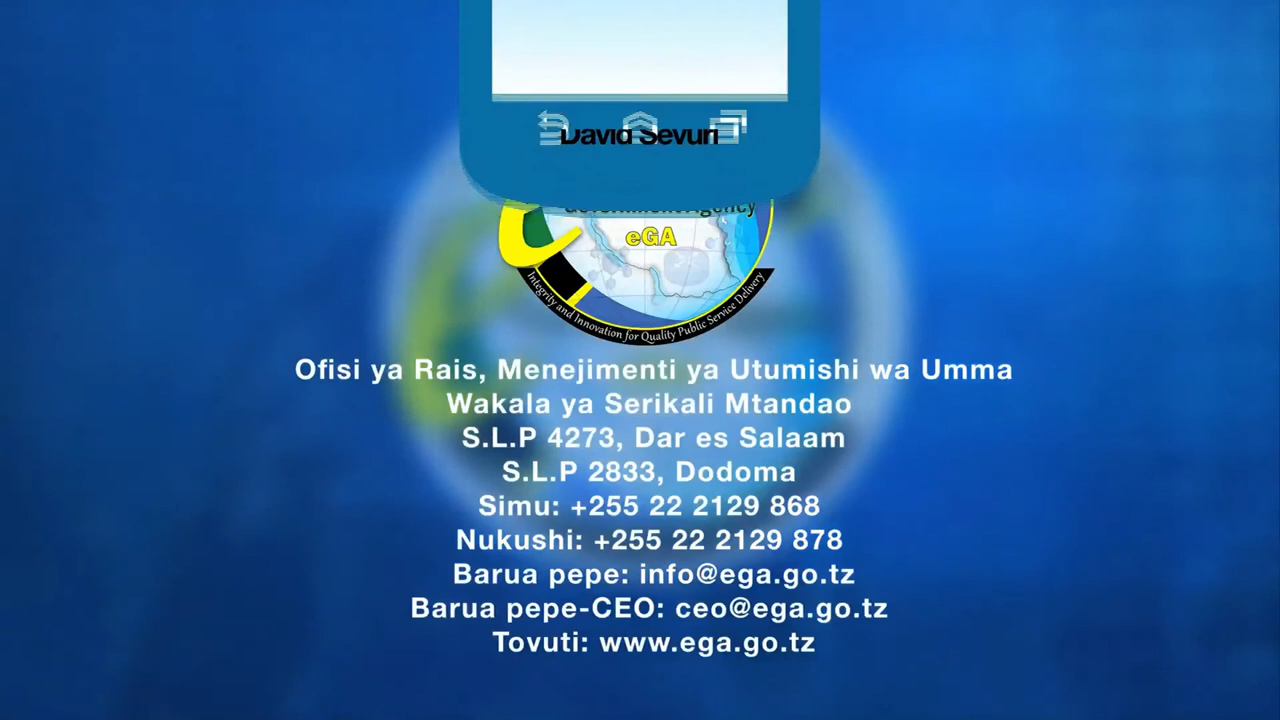 David Sevuri
Government Agency
eGA
Integrity and Innovation for Quality Public Service Delivery
Ofisi ya Rais, Menejimenti ya Utumishi wa Umma
Wakala ya Serikali Mtandao
S.L.P 4273, Dar es Salaam
S.L.P 2833, Dodoma
Simu: +255 22 2129 868
Nukushi: +255 22 2129 878
Barua pepe: info@ega.go.tz
Barua pepe-CEO: ceo@ega.go.tz
Tovuti: www.ega.go.tz